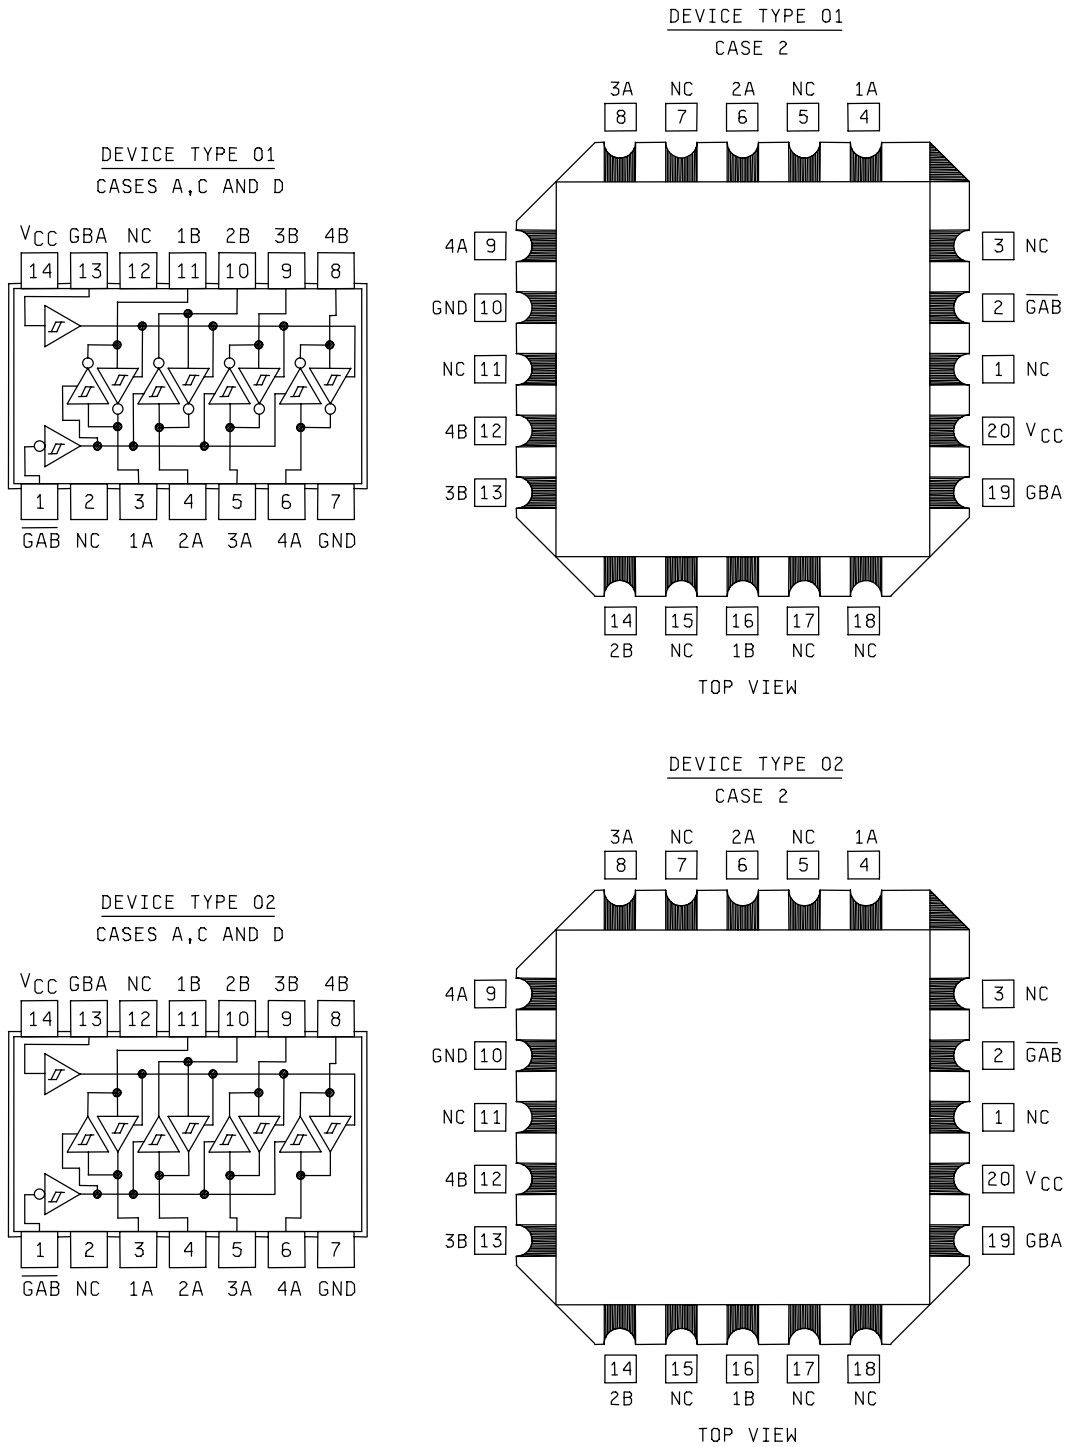 DEVICE TYPE 01
CASES A,C AND D
VCC GBA NC 1B 2B 3B 4B
14 13 12 11 10 9 8
1 2 3 4 5 6 7
G̅A̅B̅ NC 1A 2A 3A 4A GND
DEVICE TYPE 01
CASE 2
3A NC 2A NC 1A
8 7 6 5 4
4A 9
GND 10
NC 11
4B 12
3B 13
3 NC
2 G̅A̅B̅
1 NC
20 VCC
19 GBA
14 15 16 17 18
2B NC 1B NC NC
TOP VIEW
DEVICE TYPE 02
CASES A,C AND D
VCC GBA NC 1B 2B 3B 4B
14 13 12 11 10 9 8
1 2 3 4 5 6 7
G̅A̅B̅ NC 1A 2A 3A 4A GND
DEVICE TYPE 02
CASE 2
3A NC 2A NC 1A
8 7 6 5 4
4A 9
GND 10
NC 11
4B 12
3B 13
3 NC
2 G̅A̅B̅
1 NC
20 VCC
19 GBA
14 15 16 17 18
2B NC 1B NC NC
TOP VIEW